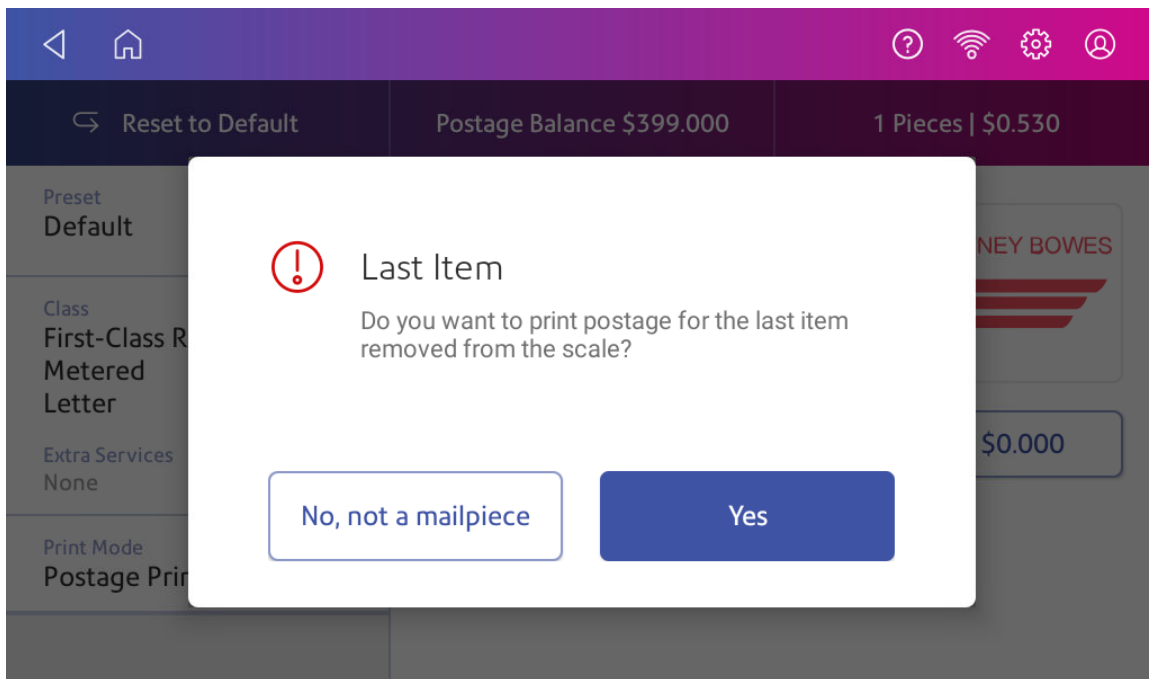 Reset to Default
Postage Balance $399.000
1 Pieces | $0.530
Preset
Default
Class
First-Class R
Metered
Letter
Extra Services
None
Print Mode
Postage Prin
NEY BOWES
$0.000
Last Item
Do you want to print postage for the last item
removed from the scale?
No, not a mailpiece
Yes